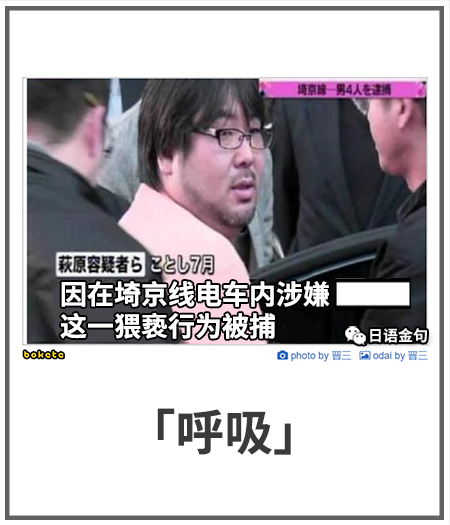 埼京線…男4人を逮捕
萩原容疑者ら ことし7月
因在埼京线电车内涉嫌
这一猥亵行为被捕
日语金句
boketa
photo by 晋三 odai by 晋三
「呼吸」